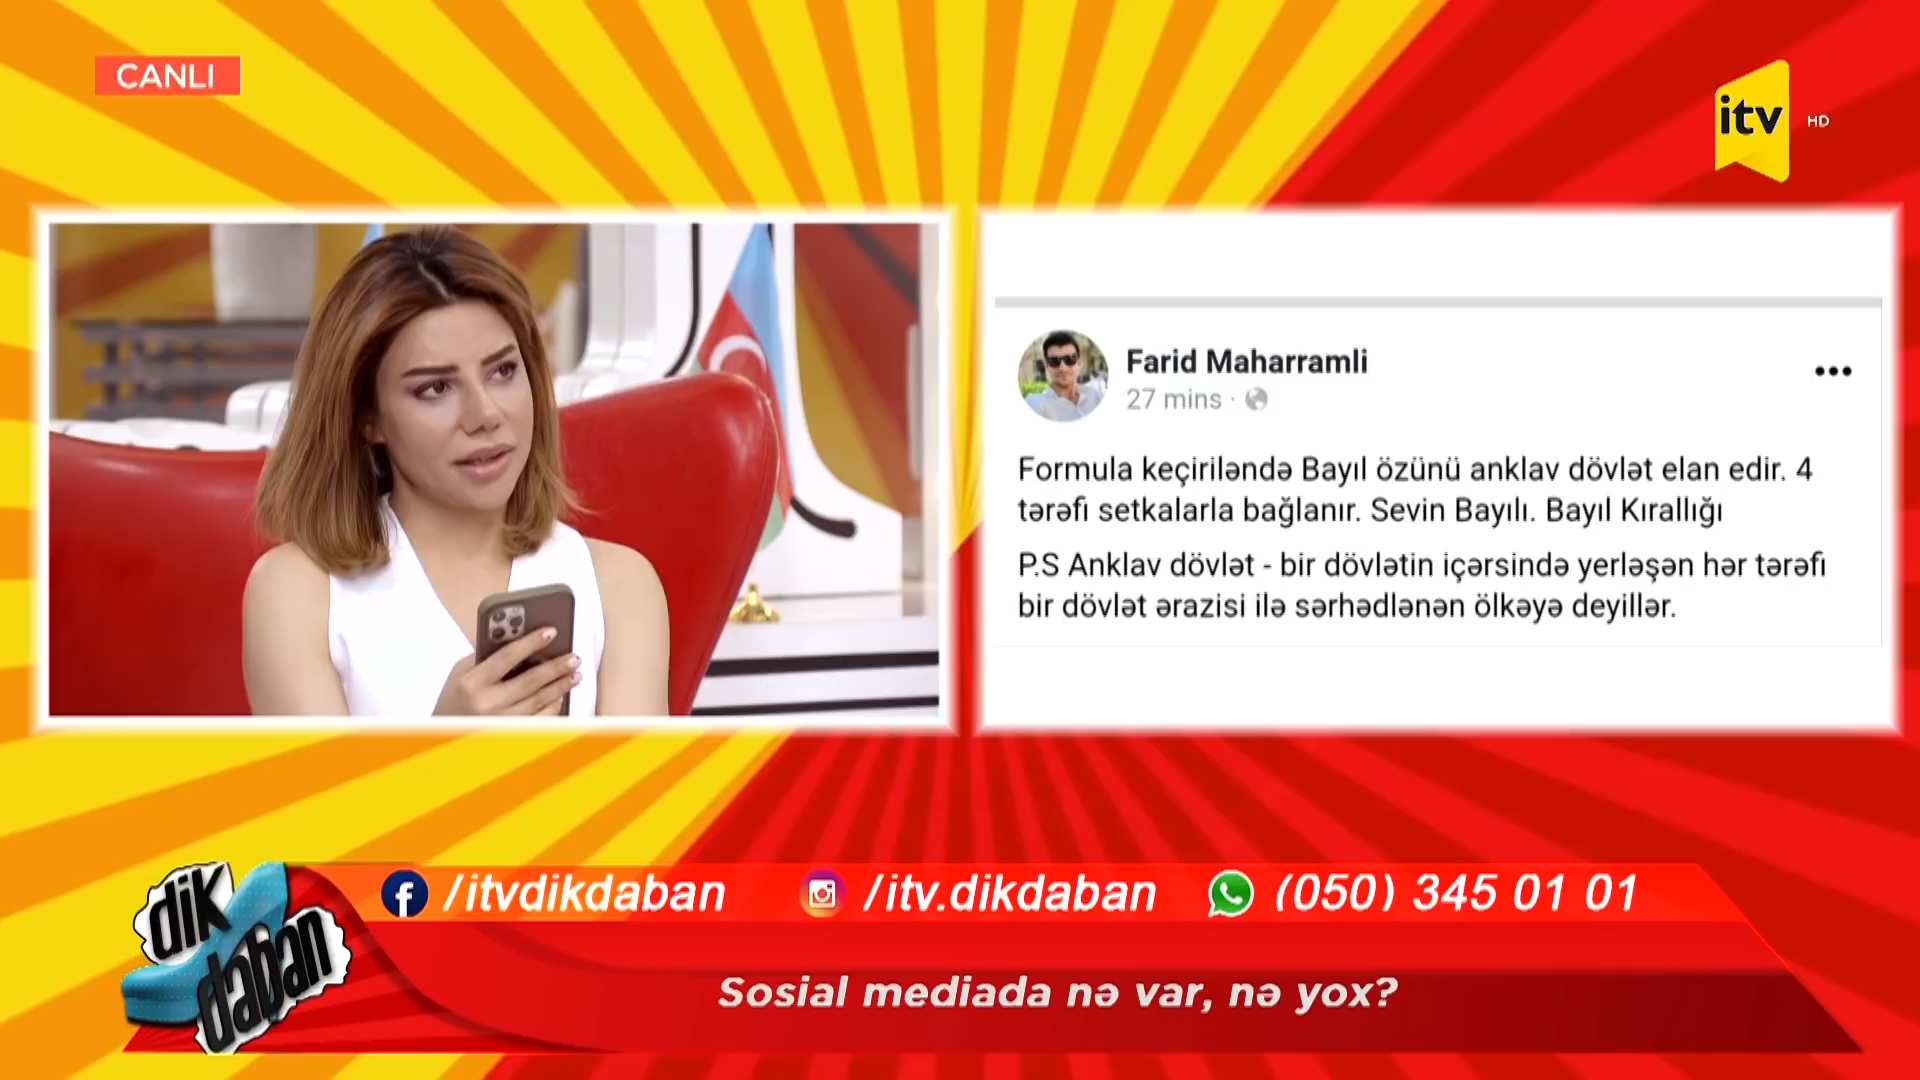 CANLI
itv HD
Farid Maharramli
27 mins ·
Formula keçiriləndə Bayıl özünü anklav dövlət elan edir. 4
tərəfi setkalarla bağlanır. Sevin Bayılı. Bayıl Kırallığı
P.S Anklav dövlət - bir dövlətin içərsində yerləşən hər tərəfi
bir dövlət ərazisi ilə sərhədlənən ölkəyə deyillər.
/itvdikdaban /itv.dikdaban (050) 345 01 01
dik
daban
Sosial mediada nə var, nə yox?